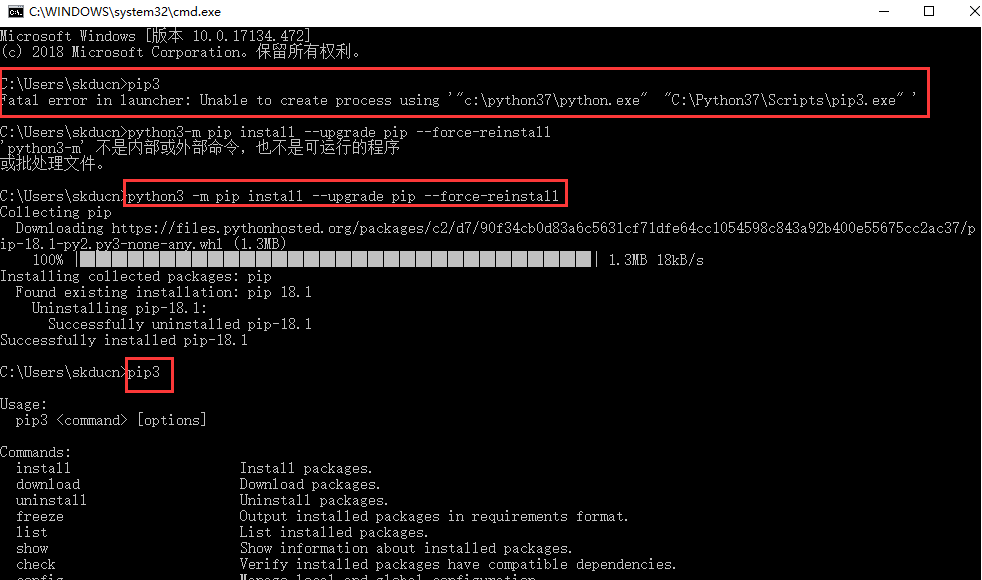 C:\WINDOWS\system32\cmd.exe
Microsoft Windows [版本 10.0.17134.472]
(c) 2018 Microsoft Corporation。保留所有权利。
C:\Users\skducn>pip3
Fatal error in launcher: Unable to create process using '"c:\python37\python.exe"  "C:\Python37\Scripts\pip3.exe" '
C:\Users\skducn>python3-m pip install --upgrade pip --force-reinstall
'python3-m' 不是内部或外部命令，也不是可运行的程序
或批处理文件。
C:\Users\skducn>python3 -m pip install --upgrade pip --force-reinstall
Collecting pip
Downloading https://files.pythonhosted.org/packages/c2/d7/90f34cb0d83a6c5631cf71dfe64cc1054598c843a92b400e55675cc2ac37/p
ip-18.1-py2.py3-none-any.whl (1.3MB)
100% |████████████████████████████████| 1.3MB 18kB/s
Installing collected packages: pip
Found existing installation: pip 18.1
Uninstalling pip-18.1:
Successfully uninstalled pip-18.1
Successfully installed pip-18.1
C:\Users\skducn>pip3
Usage:
pip3 <command> [options]
Commands:
install                     Install packages.
download                    Download packages.
uninstall                   Uninstall packages.
freeze                      Output installed packages in requirements format.
list                        List installed packages.
show                        Show information about installed packages.
check                       Verify installed packages have compatible dependencies.
config                      Manage local and global configuration.